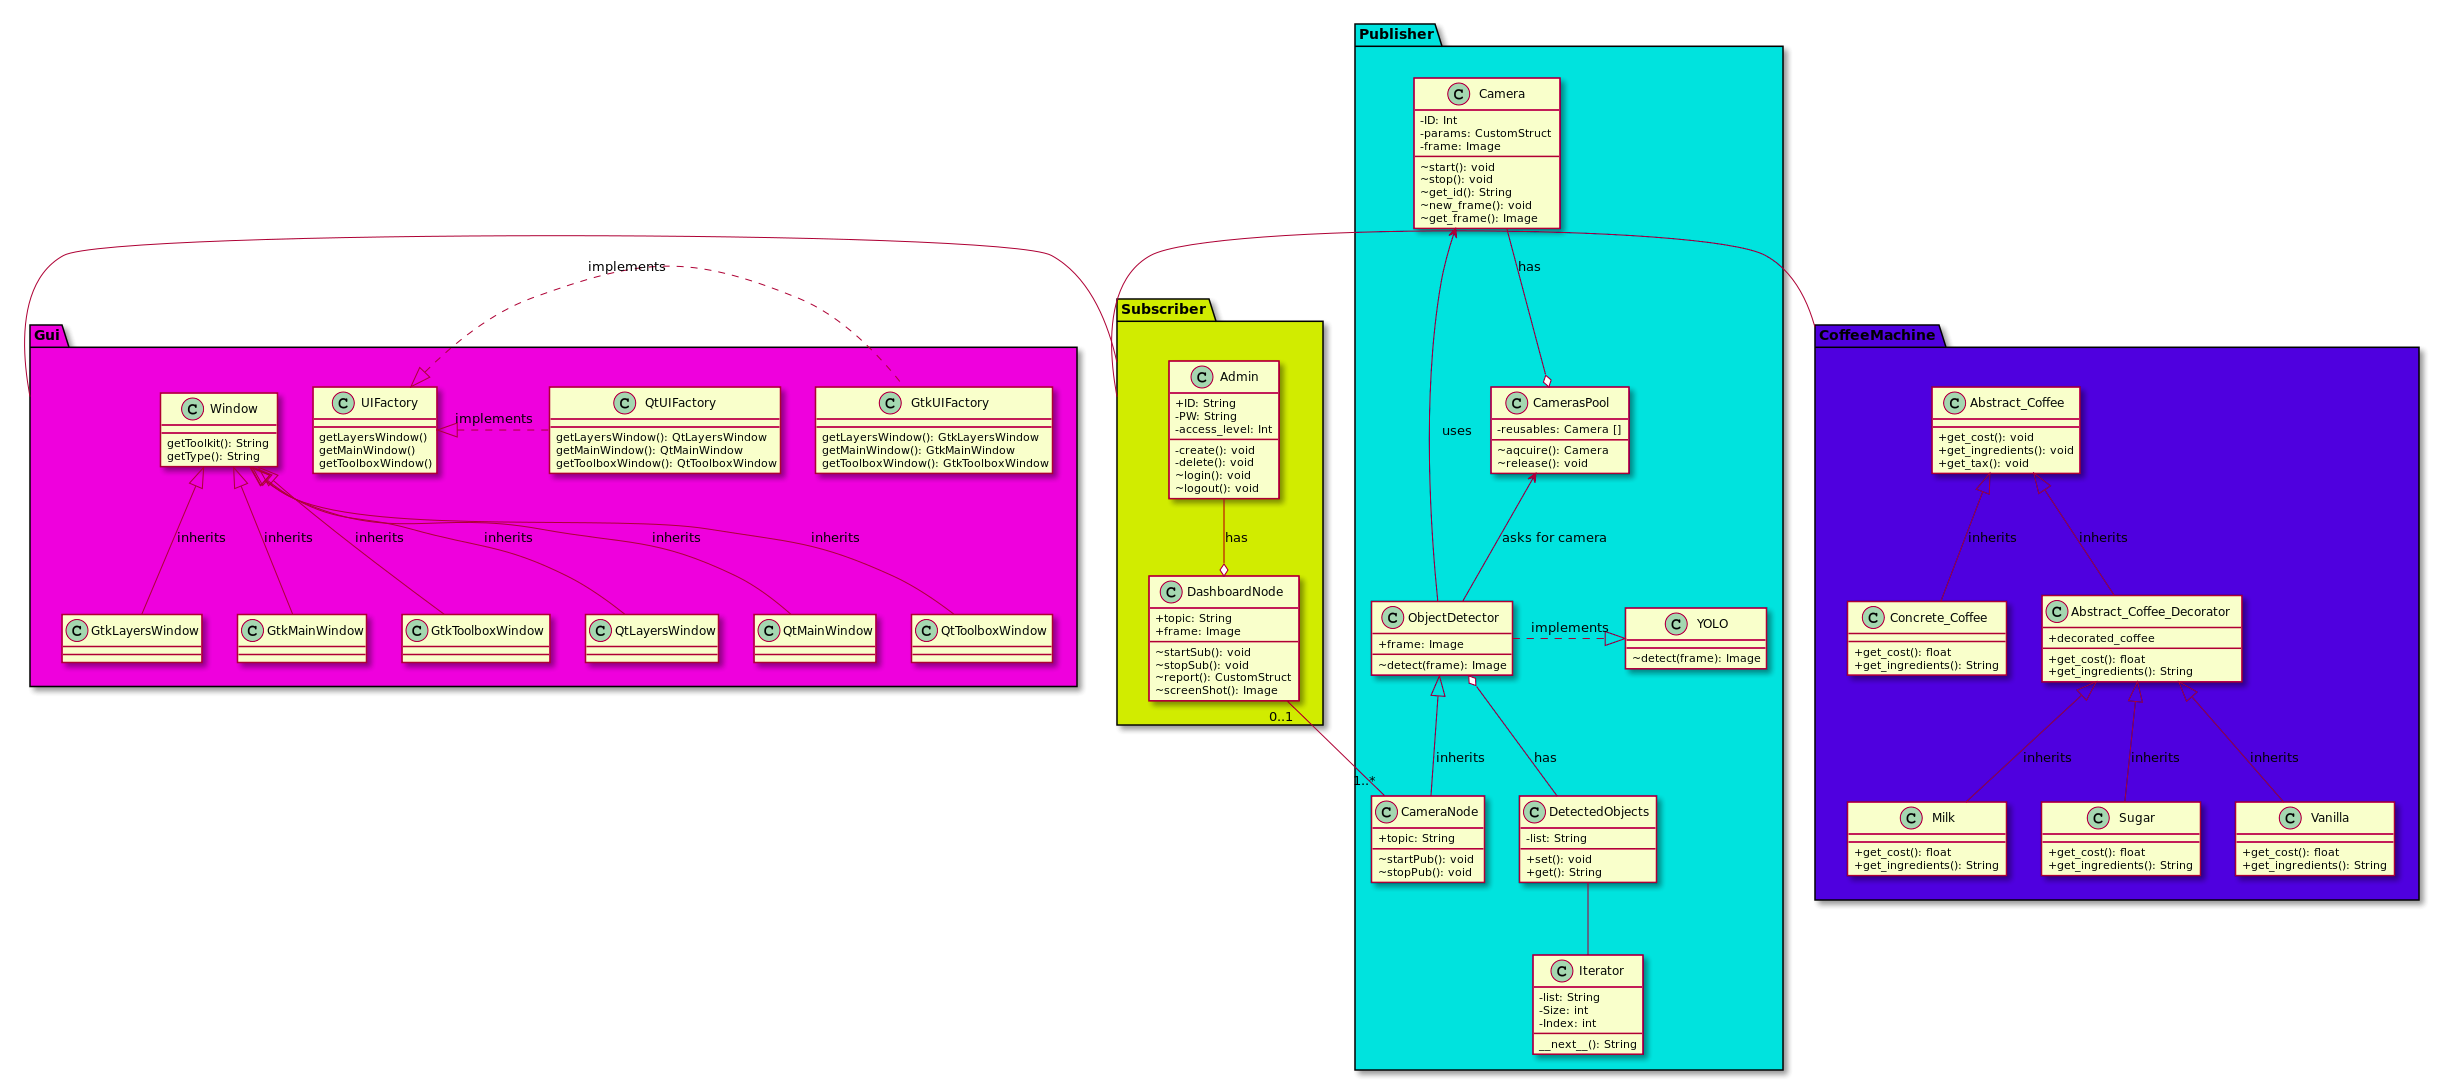 Publisher
Camera
-ID: Int
-params: CustomStruct
-frame: Image
~start(): void
~stop(): void
~get_id(): String
~new_frame(): void
~get_frame(): Image
has
uses
CamerasPool
-reusables: Camera []
~aqcuire(): Camera
~release(): void
asks for camera
ObjectDetector
+frame: Image
~detect(frame): Image
implements
YOLO
~detect(frame): Image
inherits
has
CameraNode
+topic: String
~startPub(): void
~stopPub(): void
DetectedObjects
-list: String
+set(): void
+get(): String
Iterator
-list: String
-Size: int
-Index: int
__next__(): String
Subscriber
Admin
+ID: String
-PW: String
-access_level: Int
-create(): void
-delete(): void
~login(): void
~logout(): void
has
DashboardNode
+topic: String
+frame: Image
~startSub(): void
~stopSub(): void
~report(): CustomStruct
~screenShot(): Image
0..1
1..*
Gui
implements
Window
getToolkit(): String
getType(): String
UIFactory
getLayersWindow()
getMainWindow()
getToolboxWindow()
implements
QtUIFactory
getLayersWindow(): QtLayersWindow
getMainWindow(): QtMainWindow
getToolboxWindow(): QtToolboxWindow
GtkUIFactory
getLayersWindow(): GtkLayersWindow
getMainWindow(): GtkMainWindow
getToolboxWindow(): GtkToolboxWindow
inherits
inherits
inherits
inherits
inherits
inherits
GtkLayersWindow
GtkMainWindow
GtkToolboxWindow
QtLayersWindow
QtMainWindow
QtToolboxWindow
CoffeeMachine
Abstract_Coffee
+get_cost(): void
+get_ingredients(): void
+get_tax(): void
inherits
inherits
Concrete_Coffee
+get_cost(): float
+get_ingredients(): String
Abstract_Coffee_Decorator
+decorated_coffee
+get_cost(): float
+get_ingredients(): String
inherits
inherits
inherits
Milk
+get_cost(): float
+get_ingredients(): String
Sugar
+get_cost(): float
+get_ingredients(): String
Vanilla
+get_cost(): float
+get_ingredients(): String